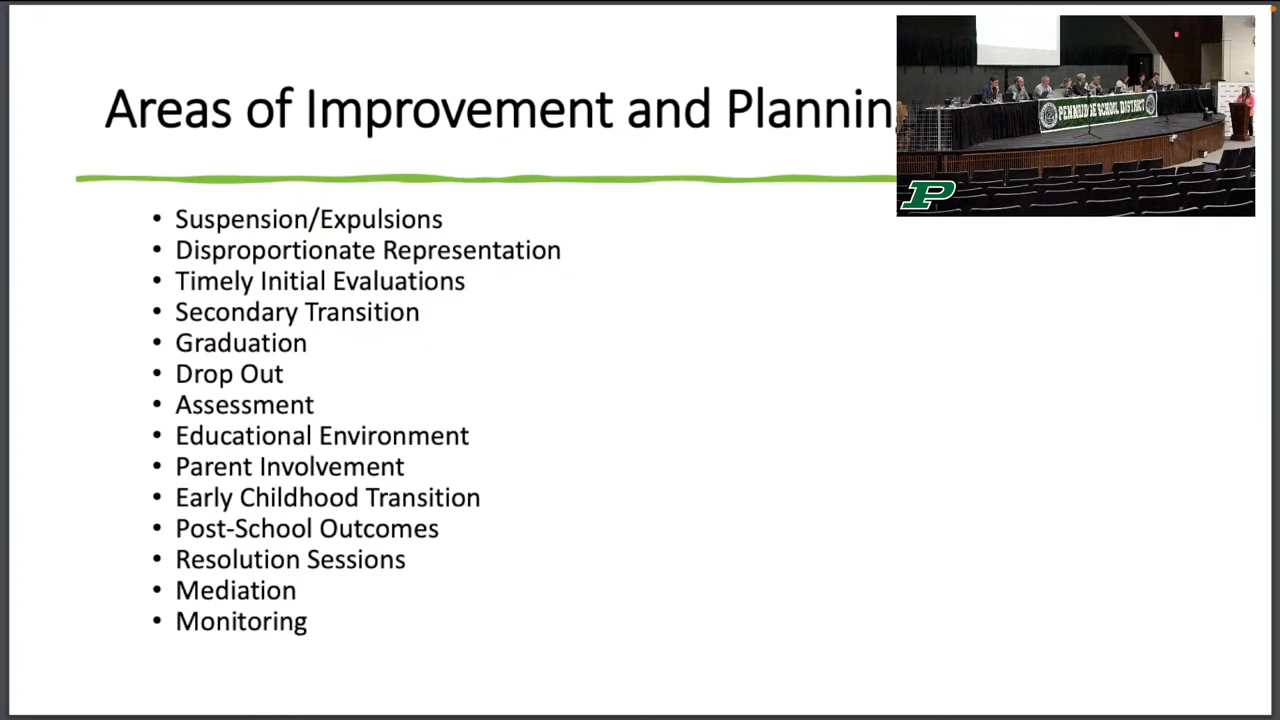 Areas of Improvement and Plannin
PENNRIDGE SCHOOL DISTRICT
P
• Suspension/Expulsions
• Disproportionate Representation
• Timely Initial Evaluations
• Secondary Transition
• Graduation
• Drop Out
• Assessment
• Educational Environment
• Parent Involvement
• Early Childhood Transition
• Post-School Outcomes
• Resolution Sessions
• Mediation
• Monitoring